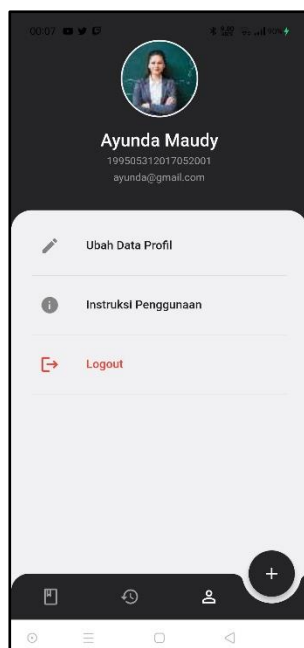 00:07
Ayunda Maudy
199505312017052001
ayunda@gmail.com
Ubah Data Profil
Instruksi Penggunaan
Logout